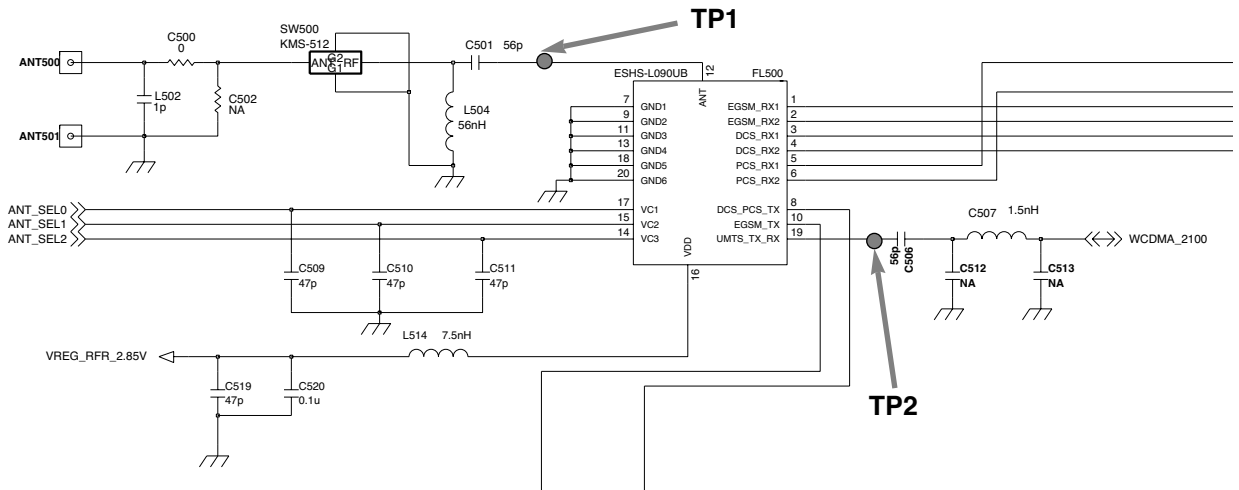 TP1
C500
0
SW500
KMS-512
C501
56p
ANT500
G2
ANT RF
G1
ESHS-L090UB
FL500
12
ANT
L502
1p
C502
NA
L504
56nH
ANT501
7
GND1
EGSM_RX1
1
9
GND2
EGSM_RX2
2
11
GND3
DCS_RX1
3
13
GND4
DCS_RX2
4
18
GND5
PCS_RX1
5
20
GND6
PCS_RX2
6
ANT_SEL0
17
VC1
DCS_PCS_TX
8
ANT_SEL1
15
VC2
EGSM_TX
10
ANT_SEL2
14
VC3
UMTS_TX_RX
19
VDD
16
C507
1.5nH
56p
C506
WCDMA_2100
C509
47p
C510
47p
C511
47p
C512
NA
C513
NA
L514
7.5nH
VREG_RFR_2.85V
C519
47p
C520
0.1u
TP2